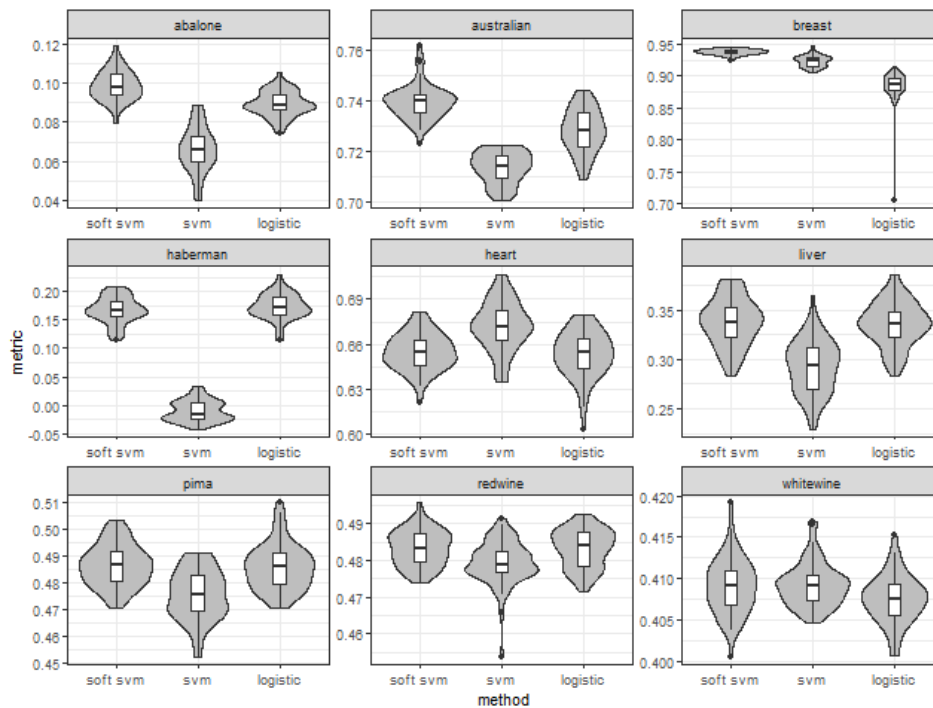 abalone australian breast
0.12 0.76 0.95
0.10 0.74 0.90
0.08 0.85
0.06 0.72 0.80
0.04 0.70 0.75
0.70
soft svm svm logistic soft svm svm logistic soft svm svm logistic
haberman heart liver
0.20 0.69 0.35
0.15 0.66 0.30
0.10 0.63 0.25
0.05 0.60
0.00
-0.05
metric
soft svm svm logistic soft svm svm logistic soft svm svm logistic
pima redwine whitewine
0.51 0.49 0.420
0.50 0.48 0.415
0.49 0.47 0.410
0.48 0.46 0.405
0.47 0.400
0.46
0.45
soft svm svm logistic soft svm svm logistic soft svm svm logistic
method